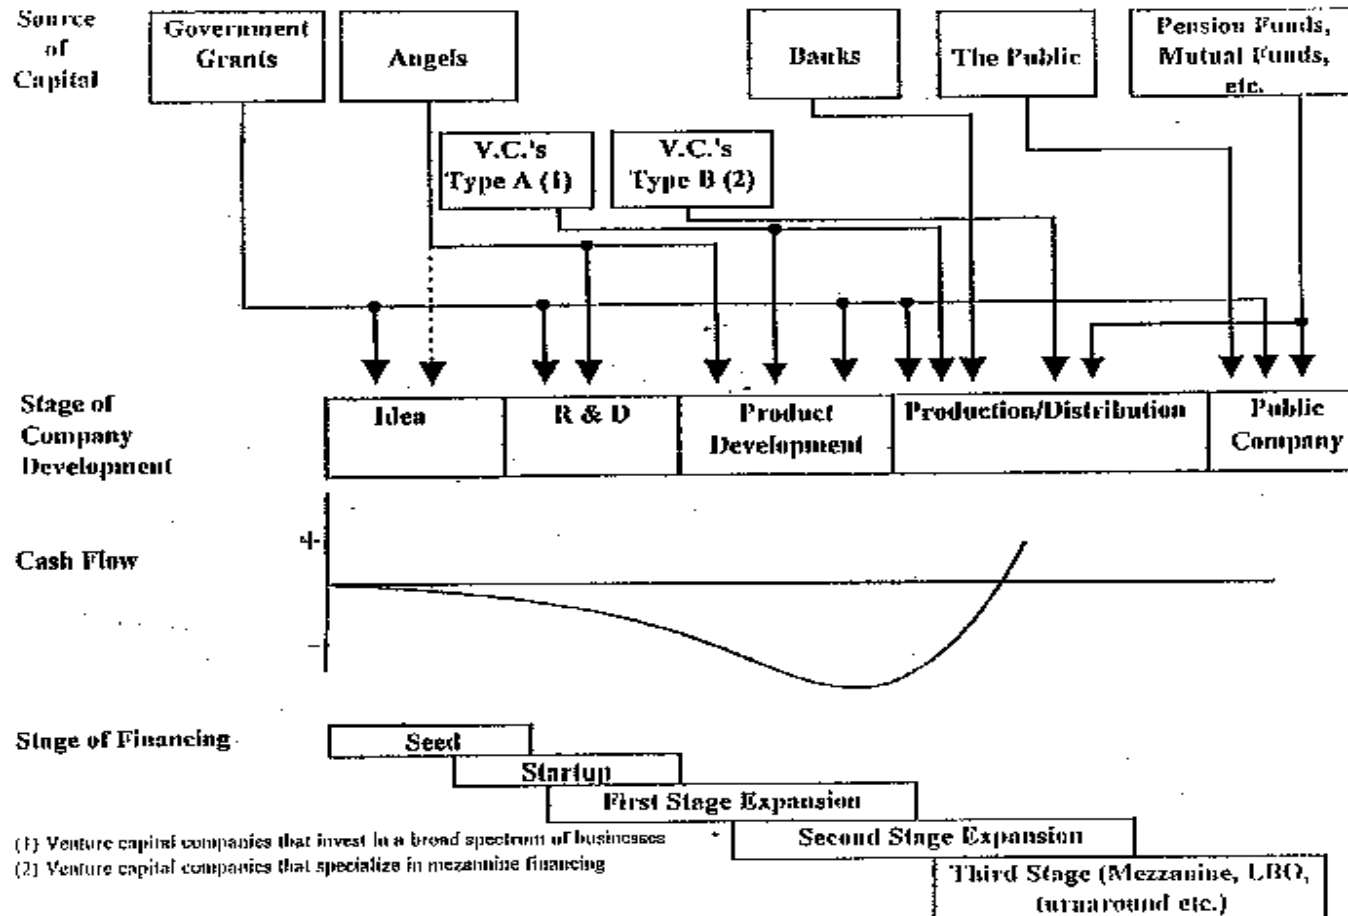 Source
of
Capital
Government
Grants
Angels
Banks
The Public
Pension Funds,
Mutual Funds,
etc.
V.C.'s
Type A (1)
V.C.'s
Type B (2)
Stage of
Company
Development
Idea
R & D
Product
Development
Production/Distribution
Public
Company
Cash Flow
+
–
Stage of Financing
Seed
Startup
First Stage Expansion
Second Stage Expansion
Third Stage (Mezzanine, LBO,
turnaround etc.)
(1) Venture capital companies that invest in a broad spectrum of businesses
(2) Venture capital companies that specialize in mezannine financing